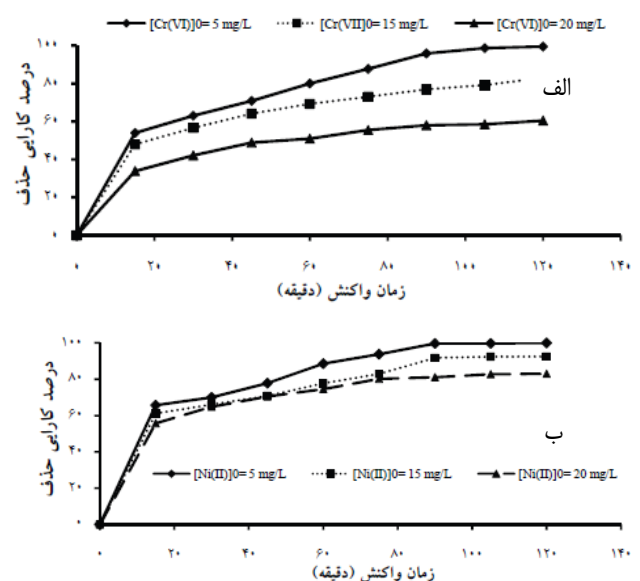 [Cr(VI)]0= 5 mg/L [Cr(VII]0= 15 mg/L [Cr(VI)]0= 20 mg/L
۱۰۰
۸۰
۶۰
۴۰
۲۰
۰
درصد کارایی حذف
الف
۰ ۲۰ ۴۰ ۶۰ ۸۰ ۱۰۰ ۱۲۰ ۱۴۰
زمان واکنش (دقیقه)
۱۰۰
۸۰
۶۰
۴۰
۲۰
۰
درصد کارایی حذف
ب
[Ni(II)]0= 5 mg/L [Ni(II)]0= 15 mg/L [Ni(II)]0= 20 mg/L
۰ ۲۰ ۴۰ ۶۰ ۸۰ ۱۰۰ ۱۲۰ ۱۴۰
زمان واکنش (دقیقه)